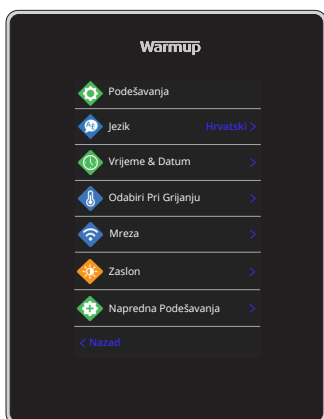 Warmup
Podešavanja
Jezik Hrvatski >
Vrijeme & Datum >
Odabiri Pri Grijanju >
Mreza >
Zaslon >
Napredna Podešavanja >
< Nazad